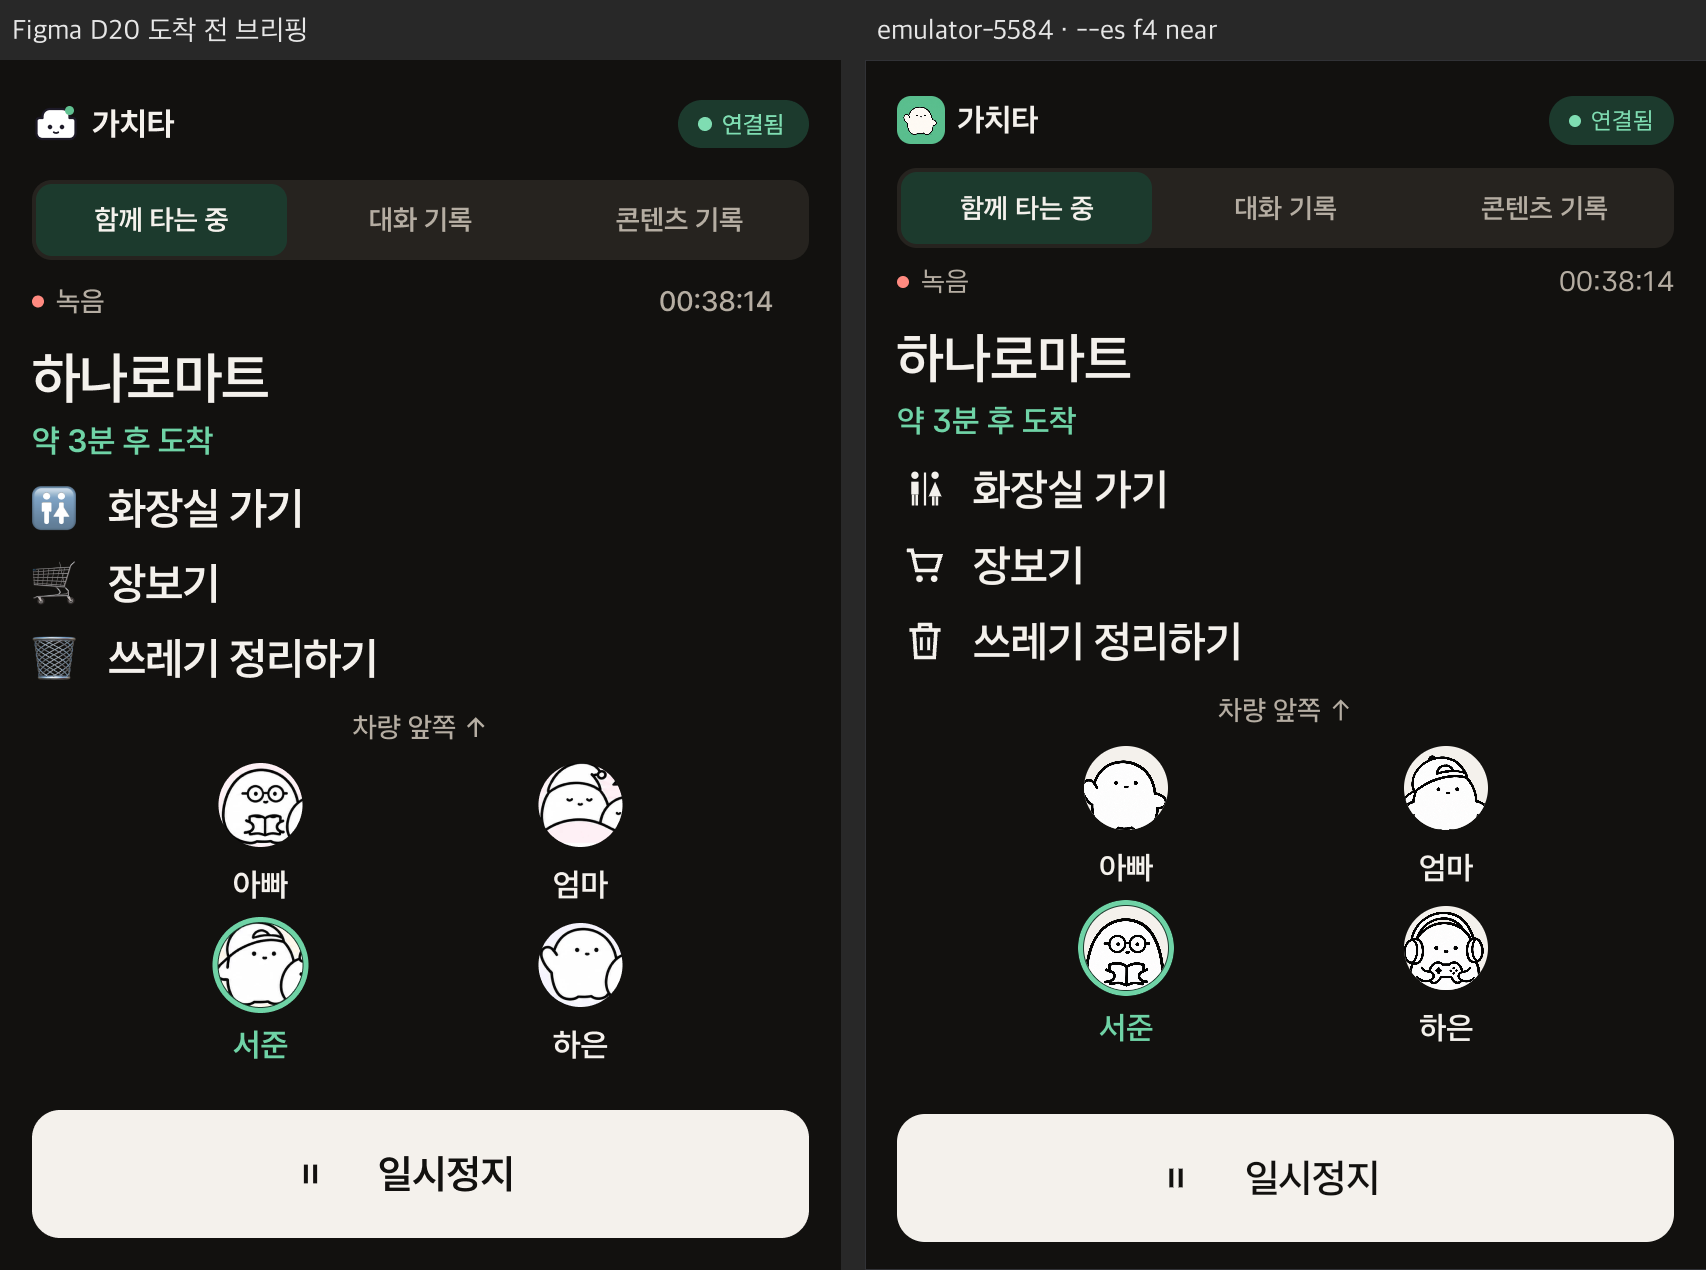 Figma D20 도착 전 브리핑
가치타
연결됨
함께 타는 중
대화 기록
콘텐츠 기록
녹음
00:38:14
하나로마트
약 3분 후 도착
화장실 가기
장보기
쓰레기 정리하기
차량 앞쪽 ↑
아빠
엄마
서준
하은
일시정지
emulator-5584 · --es f4 near
가치타
연결됨
함께 타는 중
대화 기록
콘텐츠 기록
녹음
00:38:14
하나로마트
약 3분 후 도착
화장실 가기
장보기
쓰레기 정리하기
차량 앞쪽 ↑
아빠
엄마
서준
하은
일시정지